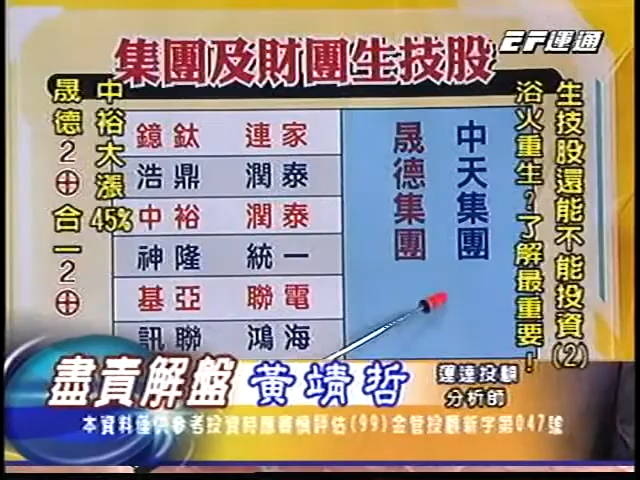 EF運通
集團及財團生技股
生技股還能不能投資(2)
浴火重生?了解最重要!
中裕大漲45%
晟德2⊕合一2⊕
鏡鈦 連家
浩鼎 潤泰
中裕 潤泰
神隆 統一
基亞 聯電
訊聯 鴻海
中天集團
晟德集團
盡責解盤 黃靖哲
運達投顧
分析師
本資料僅供參考投資時應審慎評估(99)金管投顧新字第047號